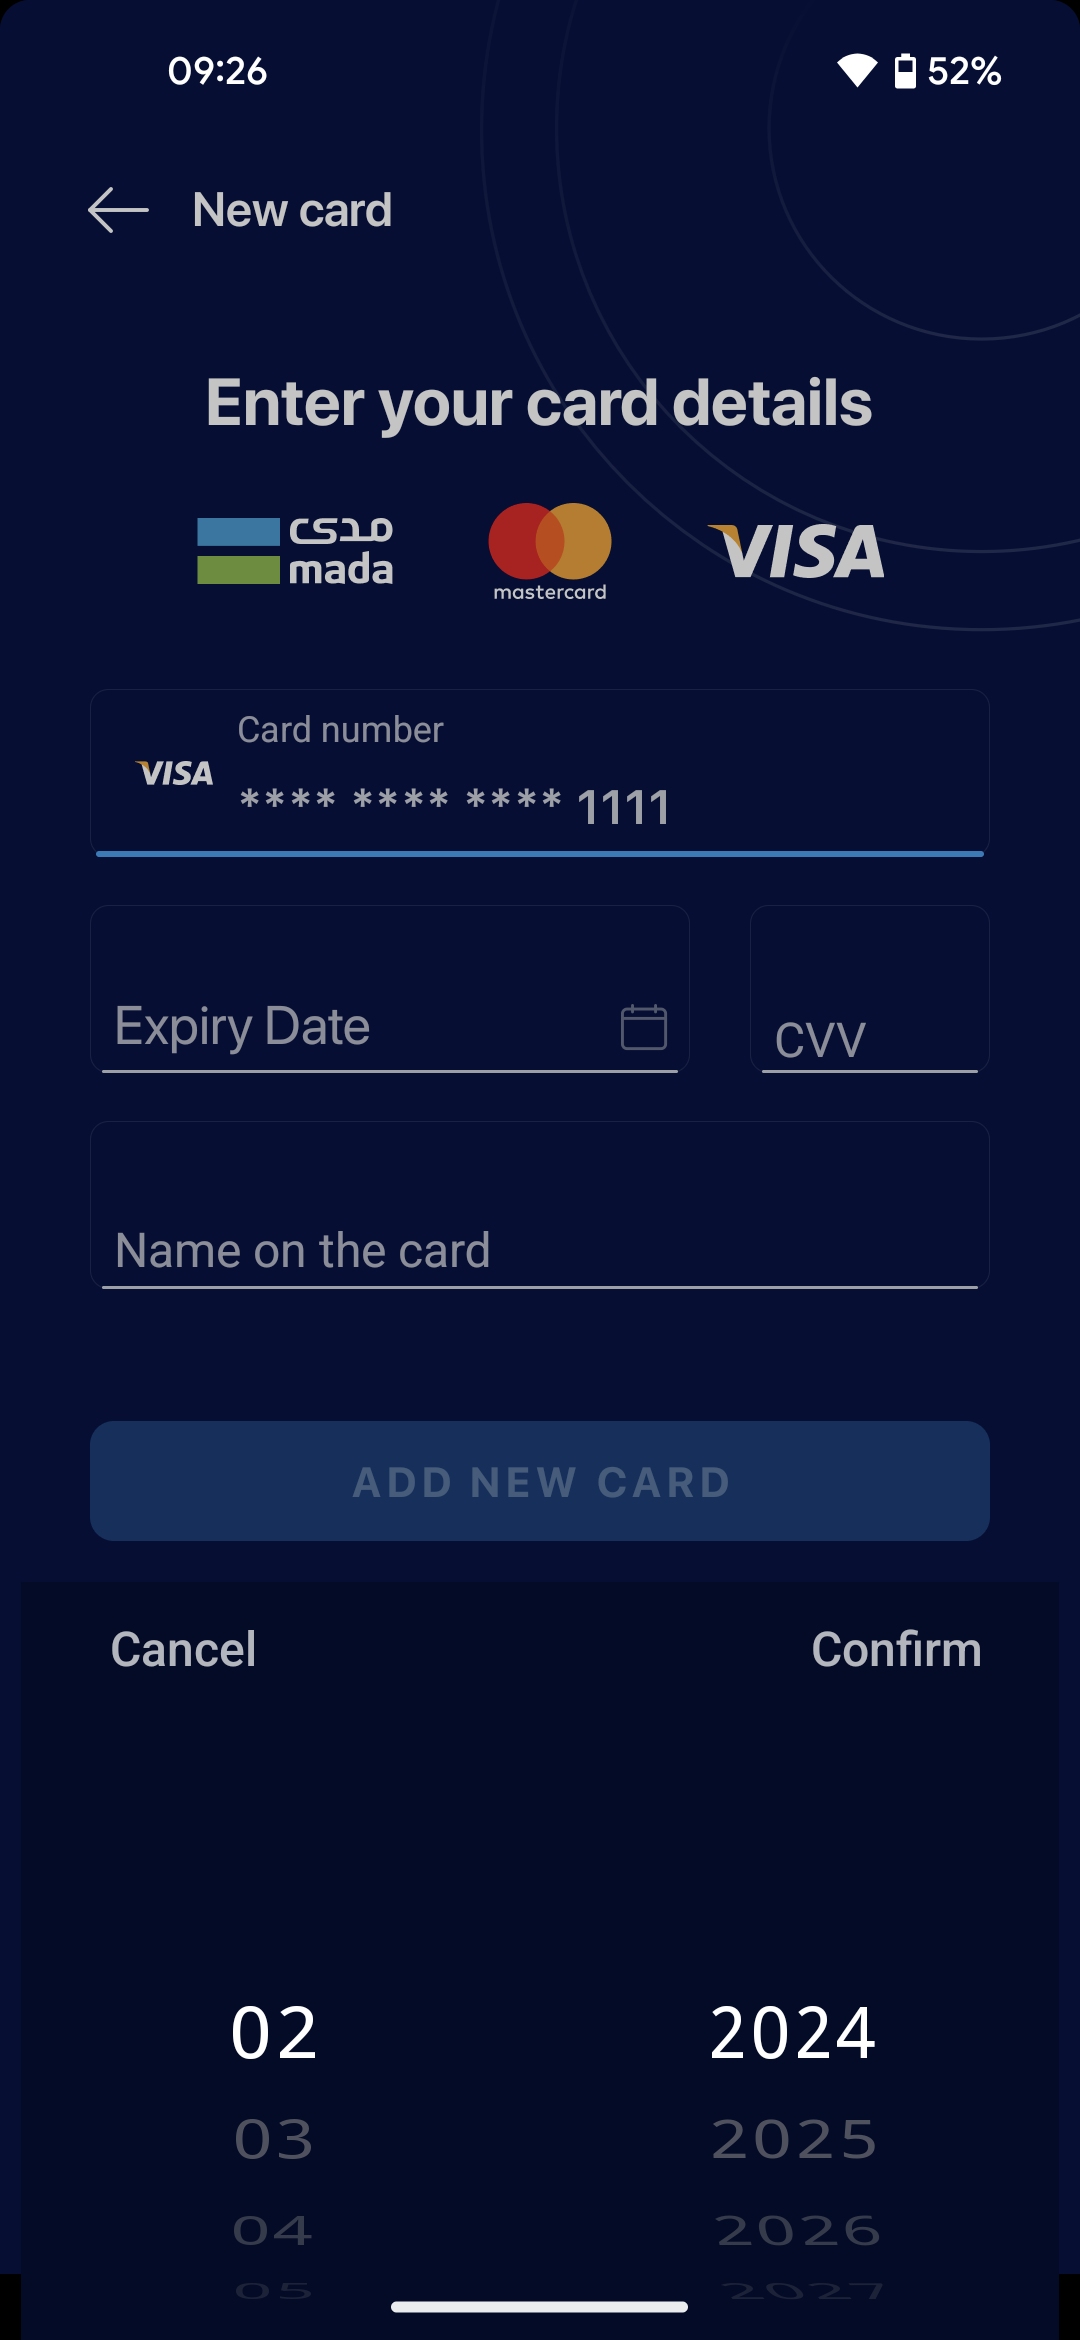 09:26 52%
New card
Enter your card details
مدى
mada
mastercard
VISA
Card number
VISA
**** **** **** 1111
Expiry Date
CVV
Name on the card
ADD NEW CARD
Cancel Confirm
02 2024
03 2025
04 2026
05 2027